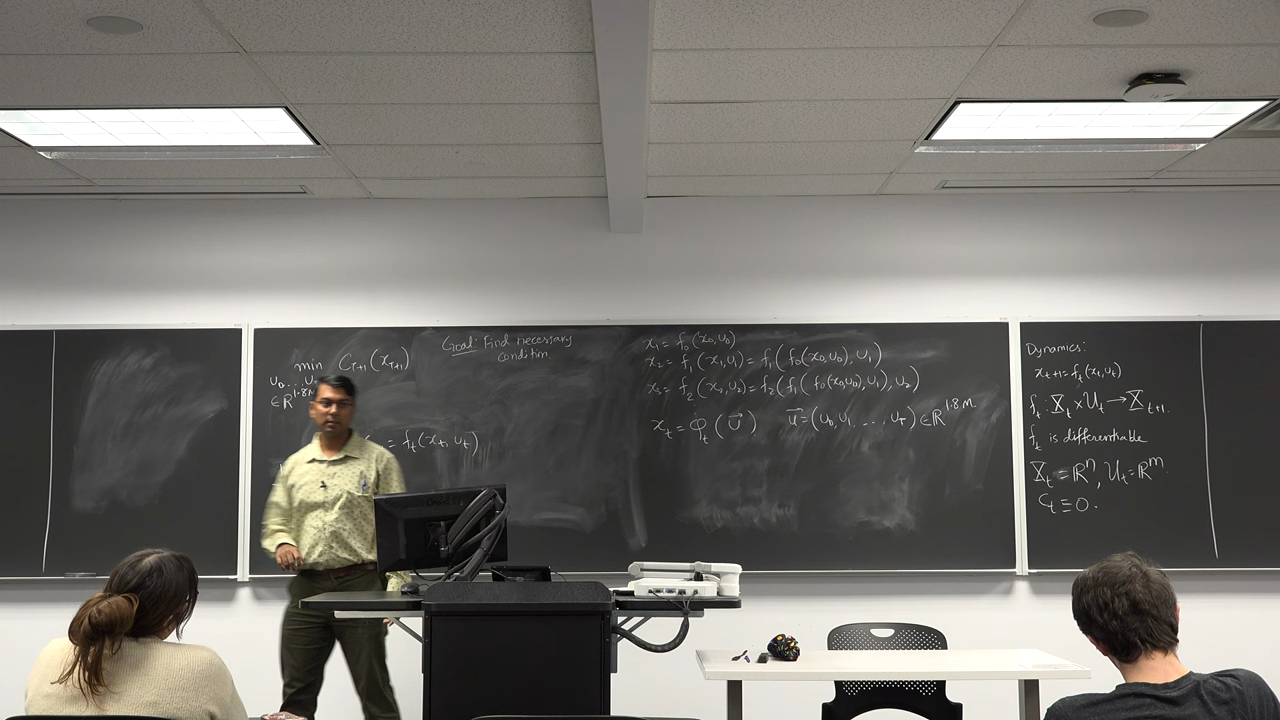 min C_{T+1}(x_{T+1})
u_0...u
∈ℝ^{1.8M}
= f_t(x_t, u_t)
Goal: Find necessary
condition.
x_1 = f_0(x_0, u_0)
x_2 = f_1(x_1, u_1) = f_1(f_0(x_0, u_0), u_1)
x_3 = f_2(x_2, u_2) = f_2(f_1(f_0(x_0, u_0), u_1), u_2)
x_t = φ_t(u⃗) u⃗ = (u_0, u_1 ..., u_T) ∈ ℝ^{1.8M}
Dynamics:
x_{t+1} = f_t(x_t, u_t)
f_t: X_t × U_t → X_{t+1}.
f_t is differentiable
X_t = ℝ^n, U_t = ℝ^m.
C_t ≡ 0.